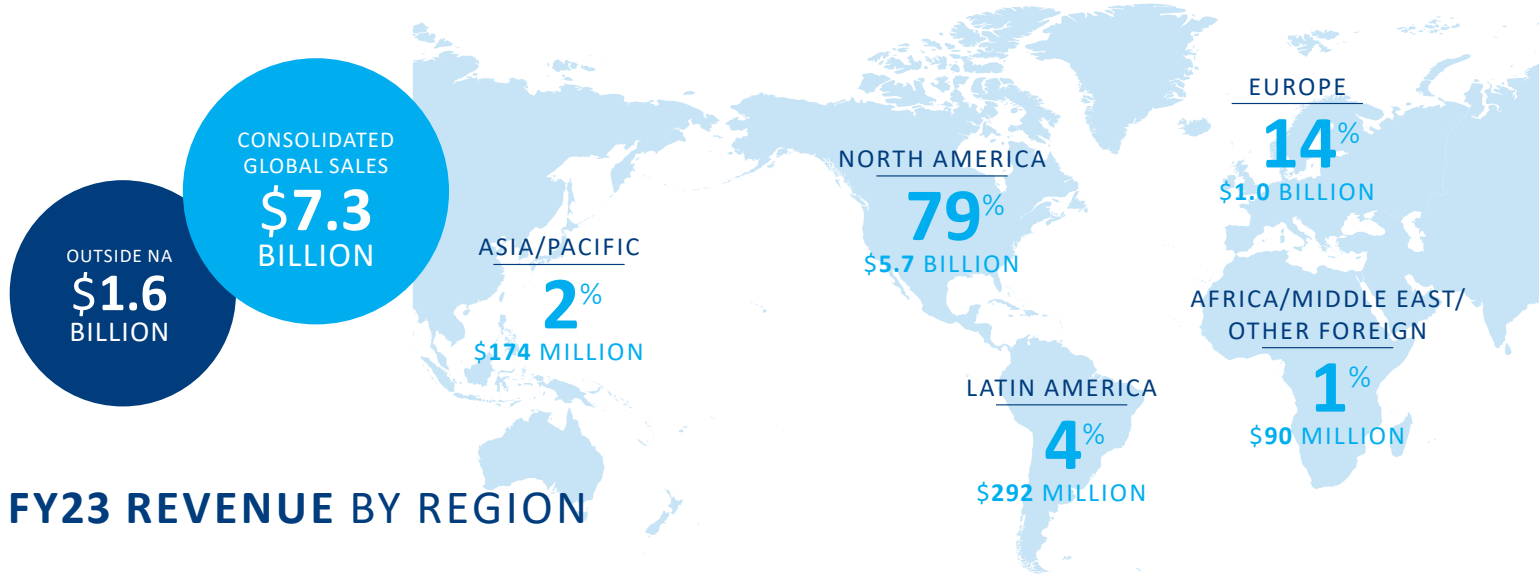 CONSOLIDATED
GLOBAL SALES
$7.3
BILLION
OUTSIDE NA
$1.6
BILLION
ASIA/PACIFIC
2%
$174 MILLION
NORTH AMERICA
79%
$5.7 BILLION
EUROPE
14%
$1.0 BILLION
AFRICA/MIDDLE EAST/
OTHER FOREIGN
1%
$90 MILLION
LATIN AMERICA
4%
$292 MILLION
FY23 REVENUE BY REGION